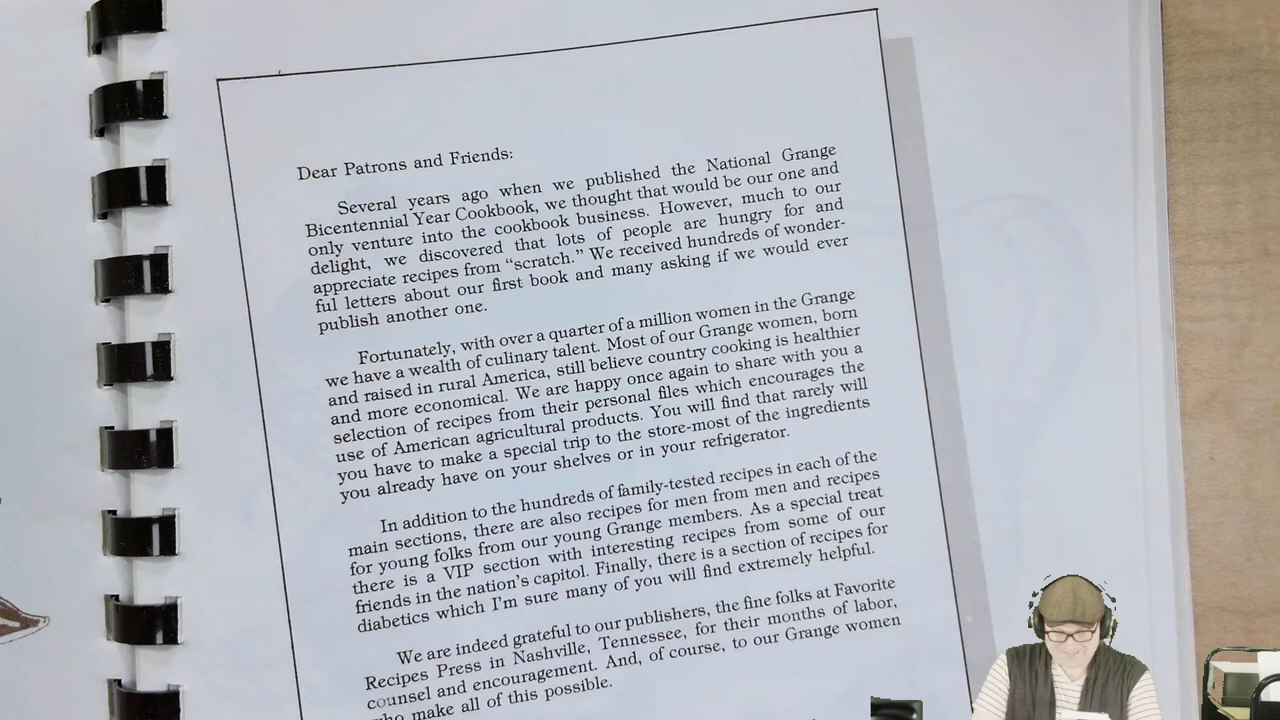 Dear Patrons and Friends:
Several years ago when we published the National Grange
Bicentennial Year Cookbook, we thought that would be our one and
only venture into the cookbook business. However, much to our
delight, we discovered that lots of people are hungry for and
appreciate recipes from “scratch.” We received hundreds of wonder-
ful letters about our first book and many asking if we would ever
publish another one.
Fortunately, with over a quarter of a million women in the Grange
we have a wealth of culinary talent. Most of our Grange women, born
and raised in rural America, still believe country cooking is healthier
and more economical. We are happy once again to share with you a
selection of recipes from their personal files which encourages the
use of American agricultural products. You will find that rarely will
you have to make a special trip to the store-most of the ingredients
you already have on your shelves or in your refrigerator.
In addition to the hundreds of family-tested recipes in each of the
main sections, there are also recipes for men from men and recipes
for young folks from our young Grange members. As a special treat
there is a VIP section with interesting recipes from some of our
friends in the nation's capitol. Finally, there is a section of recipes for
diabetics which I'm sure many of you will find extremely helpful.
We are indeed grateful to our publishers, the fine folks at Favorite
Recipes Press in Nashville, Tennessee, for their months of labor,
counsel and encouragement. And, of course, to our Grange women
who make all of this possible.